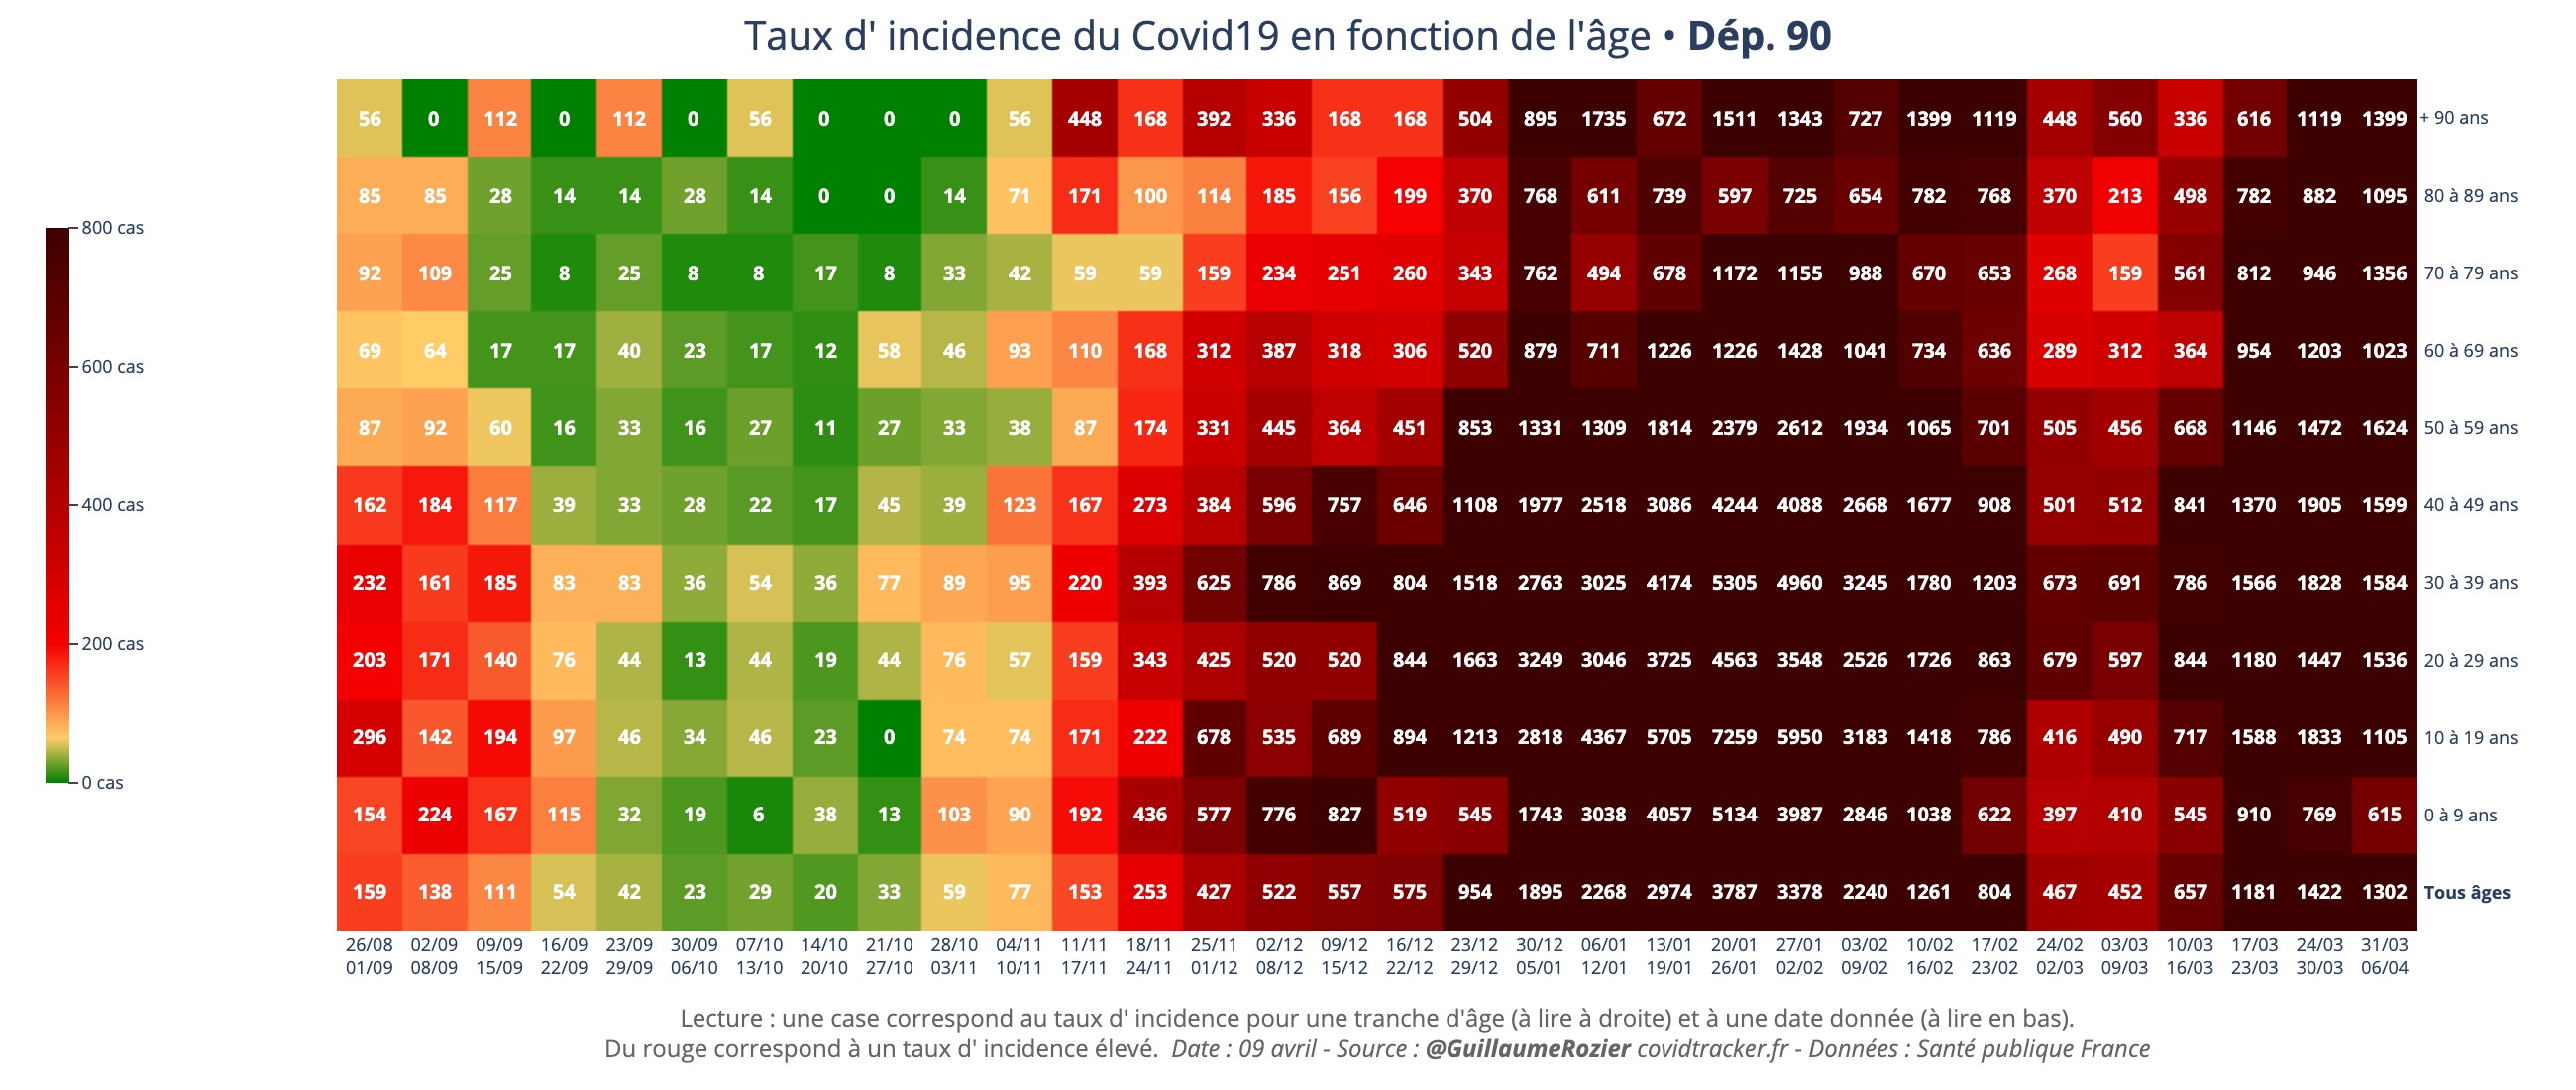 Taux d' incidence du Covid19 en fonction de l'âge • Dép. 90
800 cas
600 cas
400 cas
200 cas
0 cas
56 0 112 0 112 0 56 0 0 0 56 448 168 392 336 168 168 504 895 1735 672 1511 1343 727 1399 1119 448 560 336 616 1119 1399 + 90 ans
85 85 28 14 14 28 14 0 0 14 71 171 100 114 185 156 199 370 768 611 739 597 725 654 782 768 370 213 498 782 882 1095 80 à 89 ans
92 109 25 8 25 8 8 17 8 33 42 59 59 159 234 251 260 343 762 494 678 1172 1155 988 670 653 268 159 561 812 946 1356 70 à 79 ans
69 64 17 17 40 23 17 12 58 46 93 110 168 312 387 318 306 520 879 711 1226 1226 1428 1041 734 636 289 312 364 954 1203 1023 60 à 69 ans
87 92 60 16 33 16 27 11 27 33 38 87 174 331 445 364 451 853 1331 1309 1814 2379 2612 1934 1065 701 505 456 668 1146 1472 1624 50 à 59 ans
162 184 117 39 33 28 22 17 45 39 123 167 273 384 596 757 646 1108 1977 2518 3086 4244 4088 2668 1677 908 501 512 841 1370 1905 1599 40 à 49 ans
232 161 185 83 83 36 54 36 77 89 95 220 393 625 786 869 804 1518 2763 3025 4174 5305 4960 3245 1780 1203 673 691 786 1566 1828 1584 30 à 39 ans
203 171 140 76 44 13 44 19 44 76 57 159 343 425 520 520 844 1663 3249 3046 3725 4563 3548 2526 1726 863 679 597 844 1180 1447 1536 20 à 29 ans
296 142 194 97 46 34 46 23 0 74 74 171 222 678 535 689 894 1213 2818 4367 5705 7259 5950 3183 1418 786 416 490 717 1588 1833 1105 10 à 19 ans
154 224 167 115 32 19 6 38 13 103 90 192 436 577 776 827 519 545 1743 3038 4057 5134 3987 2846 1038 622 397 410 545 910 769 615 0 à 9 ans
159 138 111 54 42 23 29 20 33 59 77 153 253 427 522 557 575 954 1895 2268 2974 3787 3378 2240 1261 804 467 452 657 1181 1422 1302 Tous âges
26/08 02/09 09/09 16/09 23/09 30/09 07/10 14/10 21/10 28/10 04/11 11/11 18/11 25/11 02/12 09/12 16/12 23/12 30/12 06/01 13/01 20/01 27/01 03/02 10/02 17/02 24/02 03/03 10/03 17/03 24/03 31/03
01/09 08/09 15/09 22/09 29/09 06/10 13/10 20/10 27/10 03/11 10/11 17/11 24/11 01/12 08/12 15/12 22/12 29/12 05/01 12/01 19/01 26/01 02/02 09/02 16/02 23/02 02/03 09/03 16/03 23/03 30/03 06/04
Lecture : une case correspond au taux d' incidence pour une tranche d'âge (à lire à droite) et à une date donnée (à lire en bas).
Du rouge correspond à un taux d' incidence élevé. Date : 09 avril - Source : @GuillaumeRozier covidtracker.fr - Données : Santé publique France